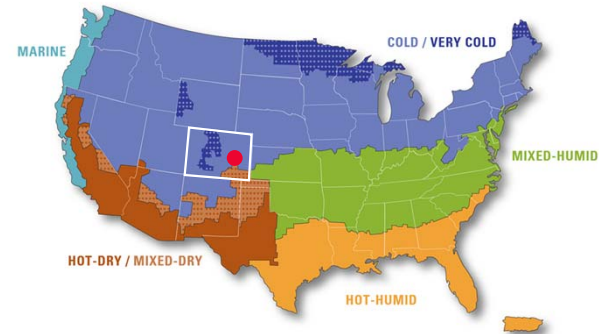 MARINE
COLD / VERY COLD
MIXED-HUMID
HOT-DRY / MIXED-DRY
HOT-HUMID